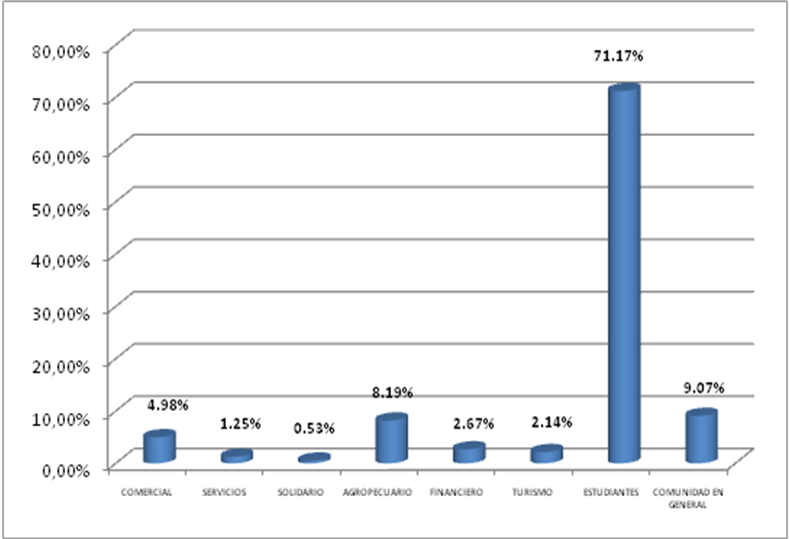 80,00%
70,00%
60,00%
50,00%
40,00%
30,00%
20,00%
10,00%
0,00%
4.98%
1.25%
0.53%
8.19%
2.67%
2.14%
71.17%
9.07%
COMERCIAL
SERVICIOS
SOLIDARIO
AGROPECUARIO
FINANCIERO
TURISMO
ESTUDIANTES
COMUNIDAD EN
GENERAL